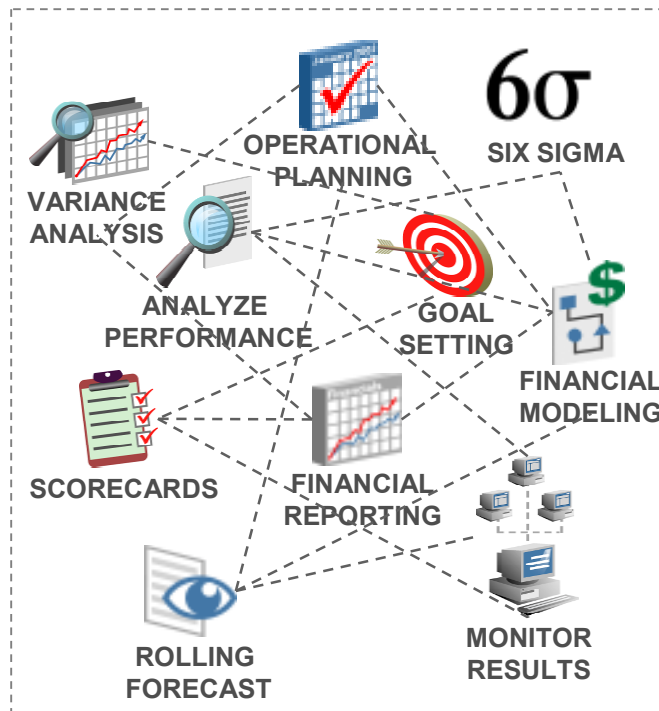 6σ
OPERATIONAL
PLANNING
SIX SIGMA
VARIANCE
ANALYSIS
ANALYZE
PERFORMANCE
GOAL
SETTING
$
FINANCIAL
MODELING
SCORECARDS
FINANCIAL
REPORTING
ROLLING
FORECAST
MONITOR
RESULTS